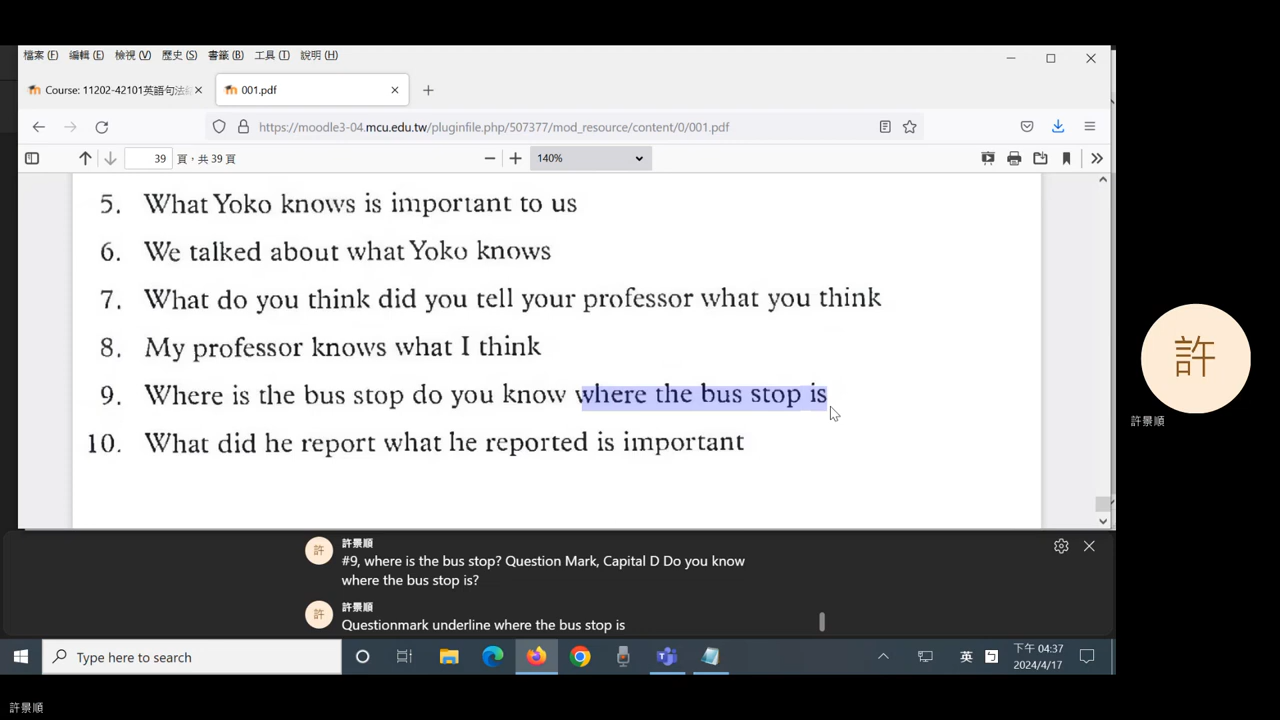 檔案 (F) 編輯 (E) 檢視 (V) 歷史 (S) 書籤 (B) 工具 (T) 說明 (H)
Course: 11202-42101英語句法結
001.pdf
https://moodle3-04.mcu.edu.tw/pluginfile.php/507377/mod_resource/content/0/001.pdf
39 頁，共 39 頁
140%
5. What Yoko knows is important to us
6. We talked about what Yoko knows
7. What do you think did you tell your professor what you think
8. My professor knows what I think
9. Where is the bus stop do you know where the bus stop is
10. What did he report what he reported is important
許
許景順
許
許景順
#9, where is the bus stop? Question Mark, Capital D Do you know
where the bus stop is?
許
許景順
Questionmark underline where the bus stop is
Type here to search
英
下午 04:37
2024/4/17
許景順